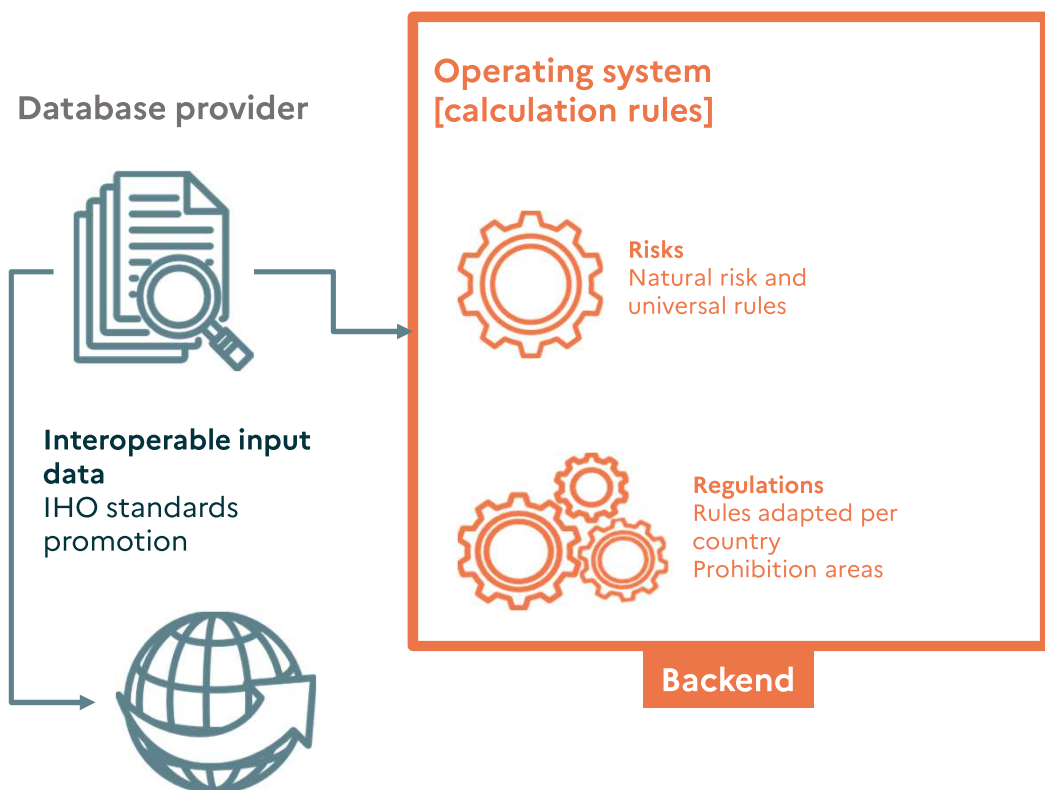 Database provider
Interoperable input
data
IHO standards
promotion
Operating system
[calculation rules]
Risks
Natural risk and
universal rules
Regulations
Rules adapted per
country
Prohibition areas
Backend